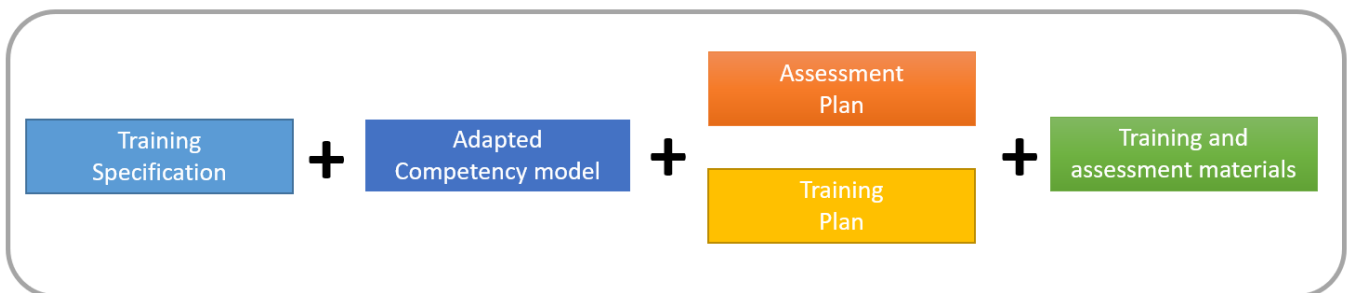 Training
Specification
+
Adapted
Competency model
+
Assessment
Plan
Training
Plan
+
Training and
assessment materials